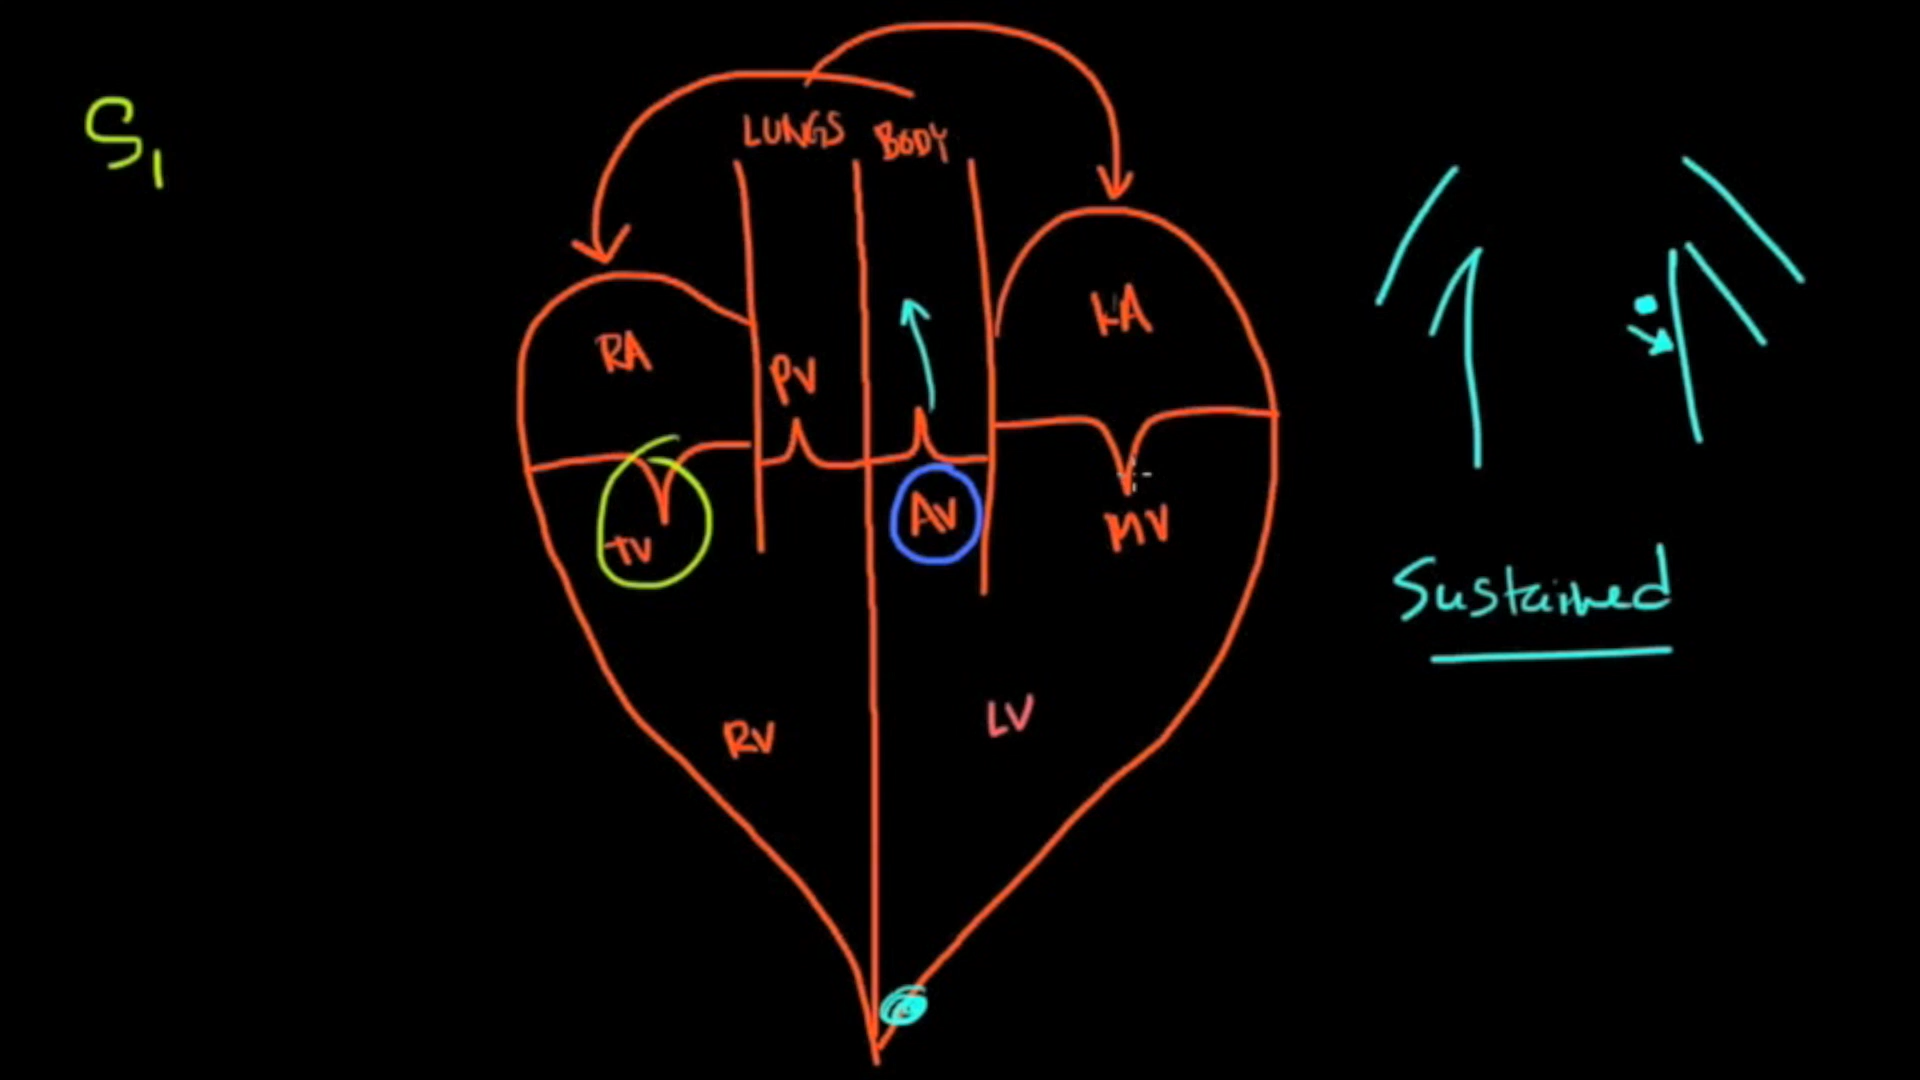 S1
LUNGS BODY
RA
LA
PV
TV
AV
MV
RV
LV
Sustained